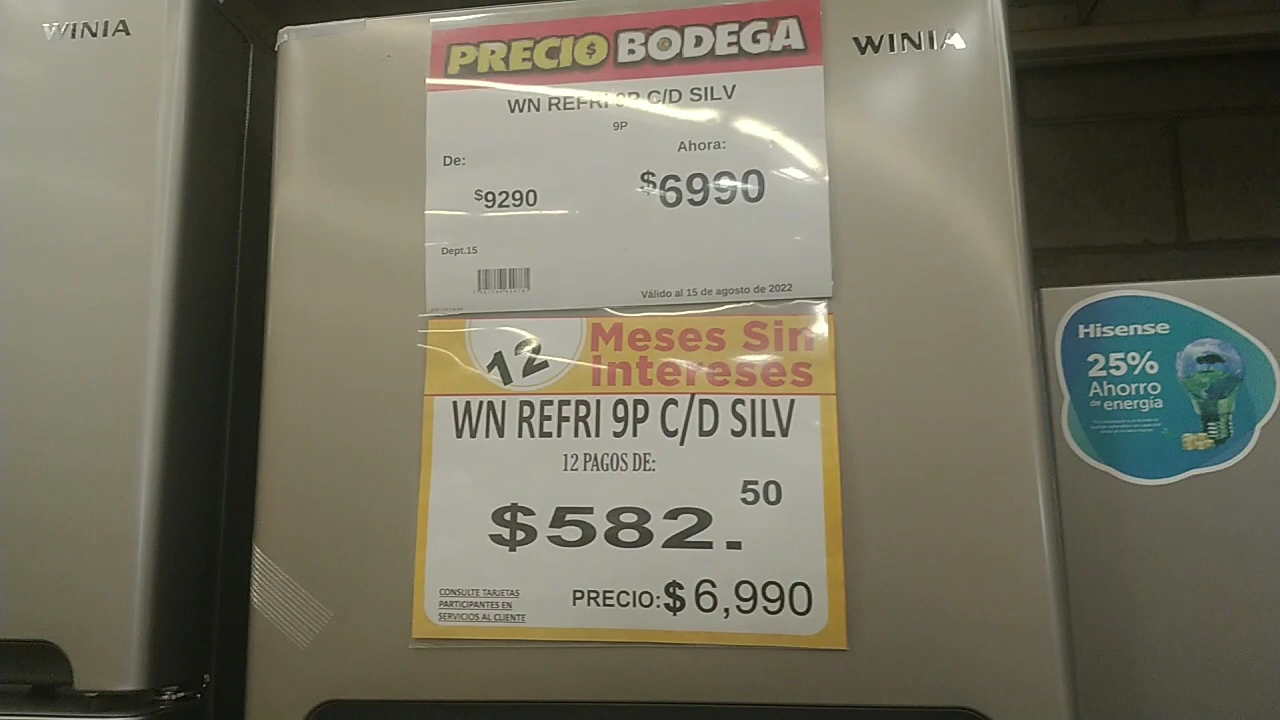 WINIA
WINIA
PRECIO BODEGA
WN REFRI 9P C/D SILV
9P
De:
Ahora:
$9290
$6990
Dept.15
Válido al 15 de agosto de 2022
12
Meses Sin
Intereses
WN REFRI 9P C/D SILV
12 PAGOS DE:
$582.50
CONSULTE TARJETAS
PARTICIPANTES EN
SERVICIOS AL CLIENTE
PRECIO:$6,990
Hisense
25%
Ahorro
de energía